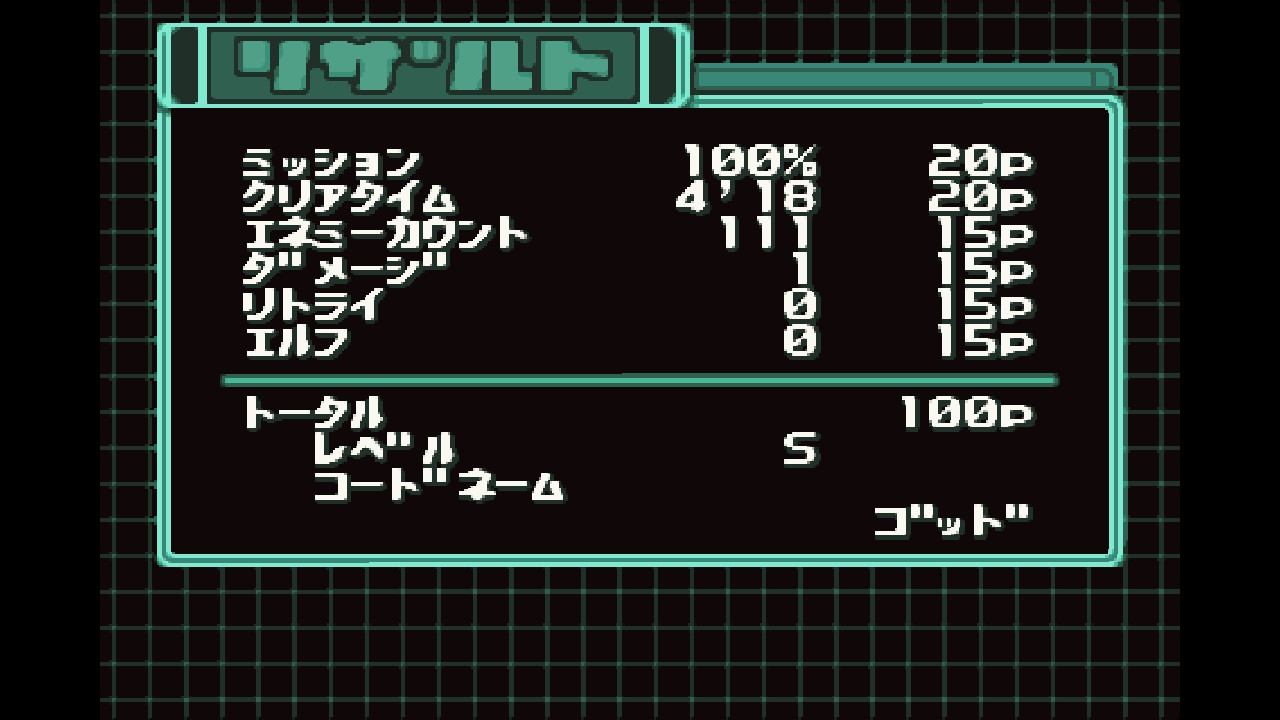 リザルト
ミッション 100% 20p
クリアタイム 4'18 20p
エネミーカウント 111 15p
ダメージ 1 15p
リトライ 0 15p
エルフ 0 15p
トータル 100p
レベル S
コードネーム
ゴッド